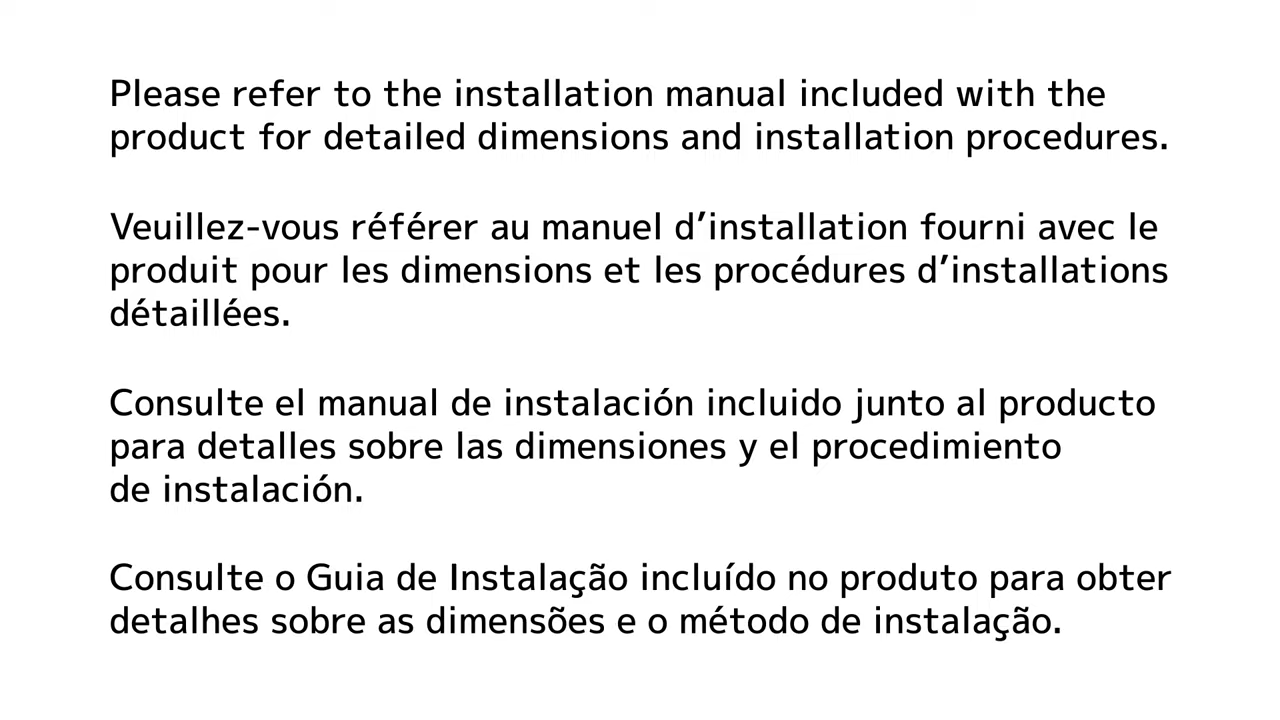 Please refer to the installation manual included with the
product for detailed dimensions and installation procedures.
Veuillez-vous référer au manuel d’installation fourni avec le
produit pour les dimensions et les procédures d’installations
détaillées.
Consulte el manual de instalación incluido junto al producto
para detalles sobre las dimensiones y el procedimiento
de instalación.
Consulte o Guia de Instalação incluído no produto para obter
detalhes sobre as dimensões e o método de instalação.